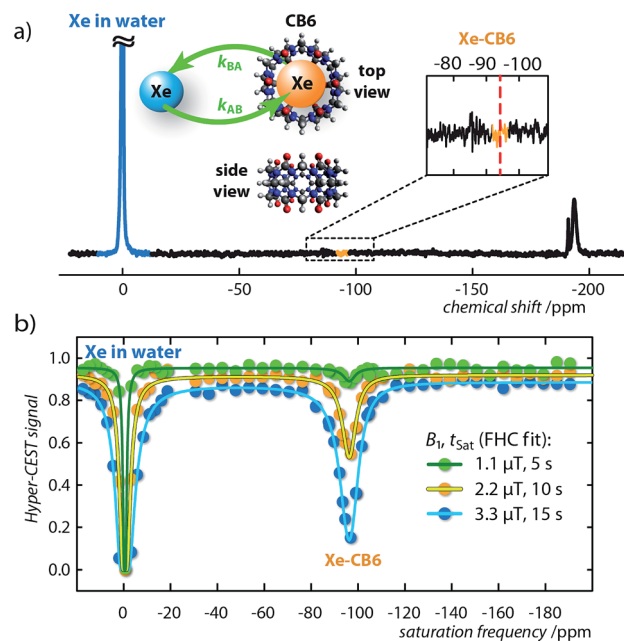 a)
Xe in water
CB6
k_BA
Xe
Xe
k_AB
top
view
side
view
Xe-CB6
-80 -90 -100
0 -50 -100 -150 -200
chemical shift /ppm
b)
Xe in water
Hyper-CEST signal
1.0
0.8
0.6
0.4
0.2
0.0
B₁, t_Sat (FHC fit):
1.1 µT, 5 s
2.2 µT, 10 s
3.3 µT, 15 s
Xe-CB6
0 -20 -40 -60 -80 -100 -120 -140 -160 -180
saturation frequency /ppm